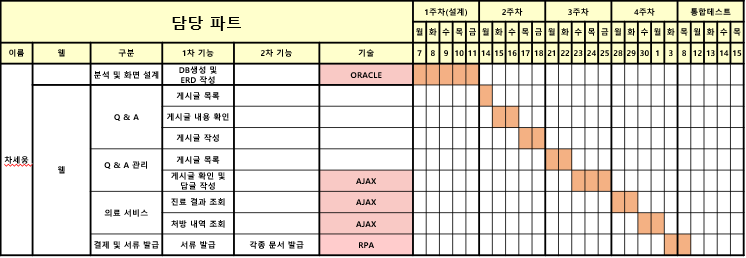 담당 파트 1주차(설계) 2주차 3주차 4주차 통합테스트
월 화 수 목 금 월 화 수 목 금 월 화 수 목 금 월 화 수 목 금 목 월 화 수 목
이름 웹 구분 1차 기능 2차 기능 기술 7 8 9 10 11 14 15 16 17 18 21 22 23 24 25 28 29 30 1 3 8 12 13 14 15
분석 및 화면 설계 DB생성 및 ORACLE
ERD 작성
게시글 목록
Q & A 게시글 내용 확인
게시글 작성
차세웅 웹 Q & A 관리 게시글 목록
게시글 확인 및 AJAX
답글 작성
의료 서비스 진료 결과 조회 AJAX
처방 내역 조회 AJAX
결제 및 서류 발급 서류 발급 각종 문서 발급 RPA